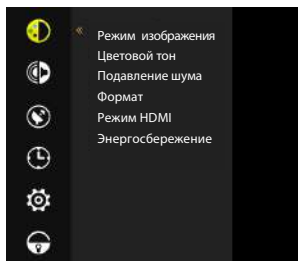 Режим изображения
Цветовой тон
Подавление шума
Формат
Режим HDMI
Энергосбережение